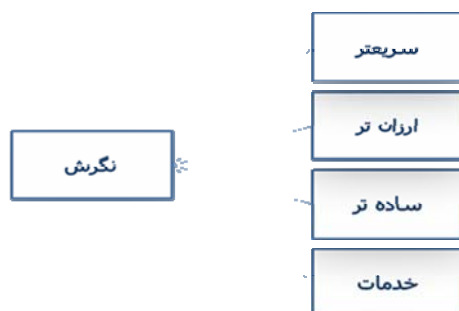 سریعتر
ارزان تر
نگرش
ساده تر
خدمات